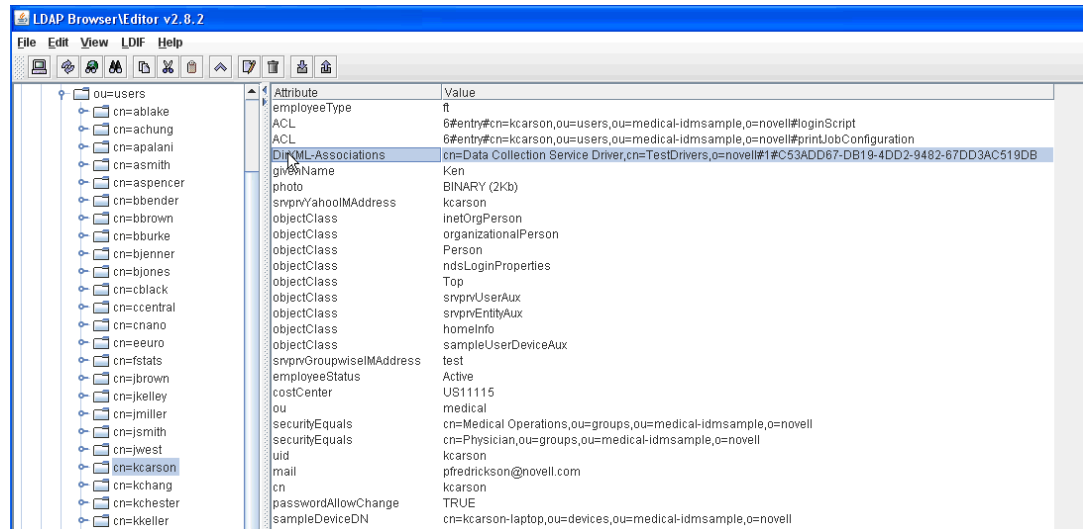 LDAP Browser\Editor v2.8.2
File Edit View LDIF Help
ou=users
cn=ablake
cn=achung
cn=apalani
cn=asmith
cn=aspencer
cn=bbender
cn=bbrown
cn=bburke
cn=bjenner
cn=bjones
cn=cblack
cn=ccentral
cn=cnano
cn=eeuro
cn=fstats
cn=jbrown
cn=jkelley
cn=jmiller
cn=jsmith
cn=jwest
cn=kcarson
cn=kchang
cn=kchester
cn=kkeller
Attribute Value
employeeType ft
ACL 6#entry#cn=kcarson,ou=users,ou=medical-idmsample,o=novell#loginScript
ACL 6#entry#cn=kcarson,ou=users,ou=medical-idmsample,o=novell#printJobConfiguration
DirXML-Associations cn=Data Collection Service Driver,cn=TestDrivers,o=novell#1#C53ADD67-DB19-4DD2-9482-67DD3AC519DB
givenName Ken
photo BINARY (2Kb)
srvprvYahooIMAddress kcarson
objectClass inetOrgPerson
objectClass organizationalPerson
objectClass Person
objectClass ndsLoginProperties
objectClass Top
objectClass srvprvUserAux
objectClass srvprvEntityAux
objectClass homeInfo
objectClass sampleUserDeviceAux
srvprvGroupwiseIMAddress test
employeeStatus Active
costCenter US11115
ou medical
securityEquals cn=Medical Operations,ou=groups,ou=medical-idmsample,o=novell
securityEquals cn=Physician,ou=groups,ou=medical-idmsample,o=novell
uid kcarson
mail pfredrickson@novell.com
cn kcarson
passwordAllowChange TRUE
sampleDeviceDN cn=kcarson-laptop,ou=devices,ou=medical-idmsample,o=novell